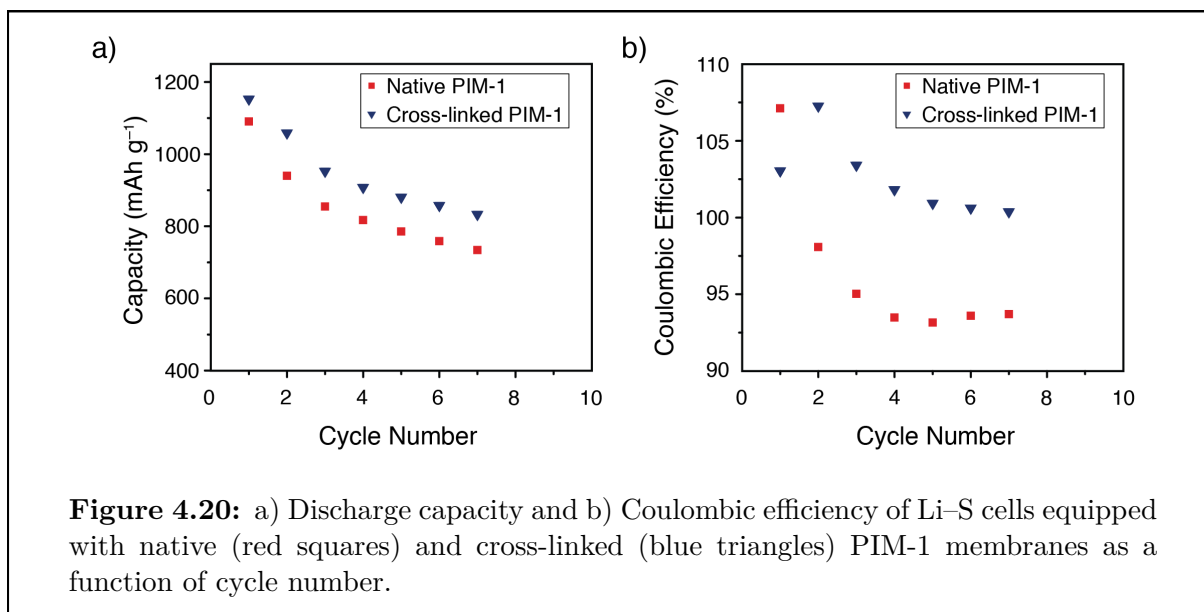 a)
1200
1000
800
600
400
Capacity (mAh g⁻¹)
Native PIM-1
Cross-linked PIM-1
0 2 4 6 8 10
Cycle Number
b)
110
105
100
95
90
Coulombic Efficiency (%)
Native PIM-1
Cross-linked PIM-1
0 2 4 6 8 10
Cycle Number
Figure 4.20: a) Discharge capacity and b) Coulombic efficiency of Li–S cells equipped
with native (red squares) and cross-linked (blue triangles) PIM-1 membranes as a
function of cycle number.